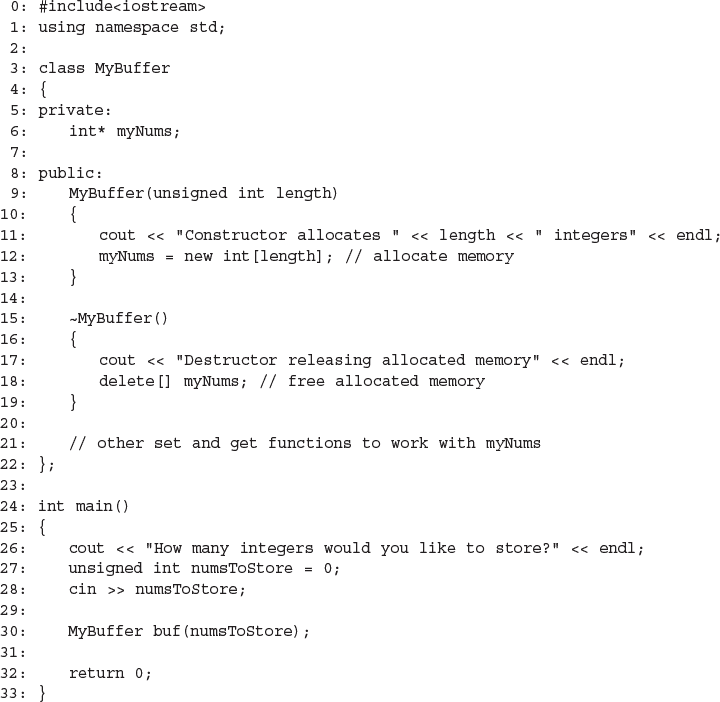 0: #include<iostream>
1: using namespace std;
2:
3: class MyBuffer
4: {
5: private:
6:    int* myNums;
7:
8: public:
9:    MyBuffer(unsigned int length)
10:    {
11:       cout << "Constructor allocates " << length << " integers" << endl;
12:       myNums = new int[length]; // allocate memory
13:    }
14:
15:    ~MyBuffer()
16:    {
17:       cout << "Destructor releasing allocated memory" << endl;
18:       delete[] myNums; // free allocated memory
19:    }
20:
21:    // other set and get functions to work with myNums
22: };
23:
24: int main()
25: {
26:    cout << "How many integers would you like to store?" << endl;
27:    unsigned int numsToStore = 0;
28:    cin >> numsToStore;
29:
30:    MyBuffer buf(numsToStore);
31:
32:    return 0;
33: }